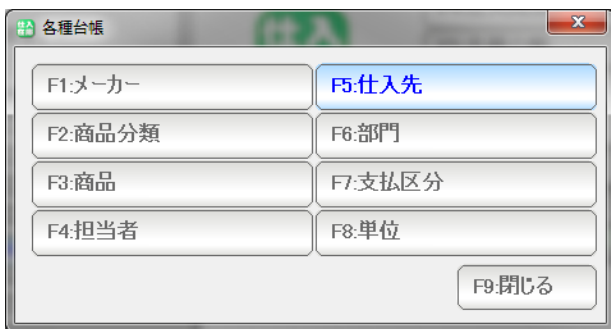 各種台帳
F1:メーカー
F5:仕入先
F2:商品分類
F6:部門
F3:商品
F7:支払区分
F4:担当者
F8:単位
F9:閉じる